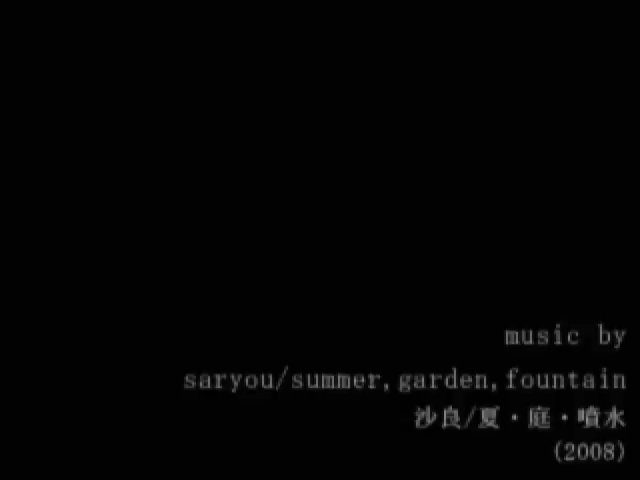 music by
saryou/summer,garden,fountain
沙良/夏・庭・噴水
(2008)